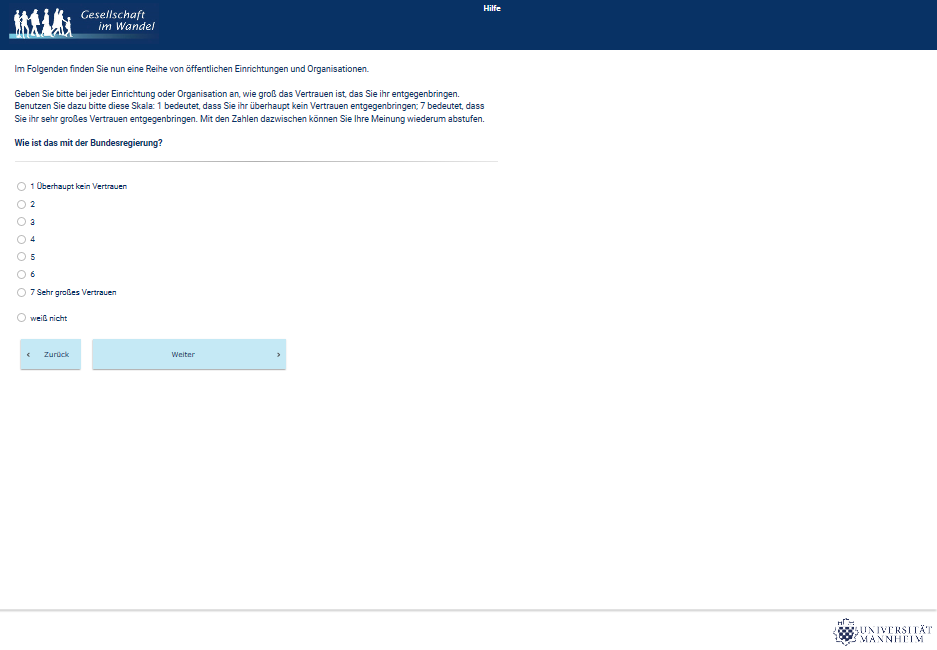 Gesellschaft
im Wandel
Hilfe
Im Folgenden finden Sie nun eine Reihe von öffentlichen Einrichtungen und Organisationen.
Geben Sie bitte bei jeder Einrichtung oder Organisation an, wie groß das Vertrauen ist, das Sie ihr entgegenbringen.
Benutzen Sie dazu bitte diese Skala: 1 bedeutet, dass Sie ihr überhaupt kein Vertrauen entgegenbringen; 7 bedeutet, dass
Sie ihr sehr großes Vertrauen entgegenbringen. Mit den Zahlen dazwischen können Sie Ihre Meinung wiederum abstufen.
Wie ist das mit der Bundesregierung?
1 Überhaupt kein Vertrauen
2
3
4
5
6
7 Sehr großes Vertrauen
weiß nicht
‹ Zurück
Weiter ›
UNIVERSITÄT
MANNHEIM